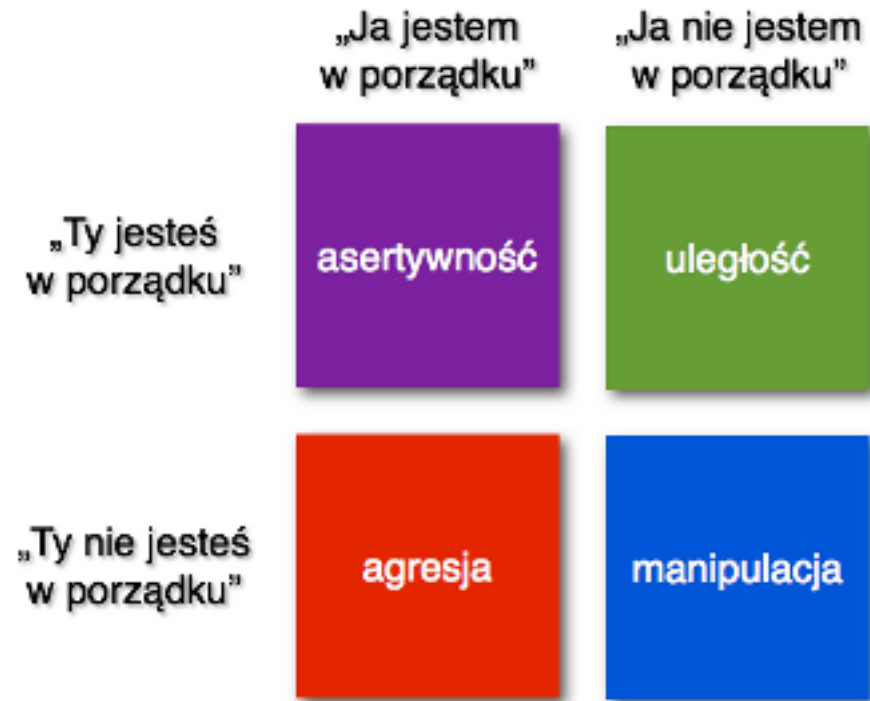 „Ja jestem
w porządku”
„Ja nie jestem
w porządku”
„Ty jesteś
w porządku”
asertywność
uległość
„Ty nie jesteś
w porządku”
agresja
manipulacja